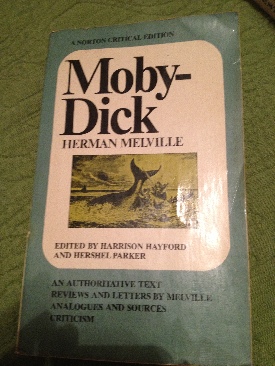 A NORTON CRITICAL EDITION
Moby-
Dick
HERMAN MELVILLE
EDITED BY HARRISON HAYFORD
AND HERSHEL PARKER
AN AUTHORITATIVE TEXT
REVIEWS AND LETTERS BY MELVILLE
ANALOGUES AND SOURCES
CRITICISM